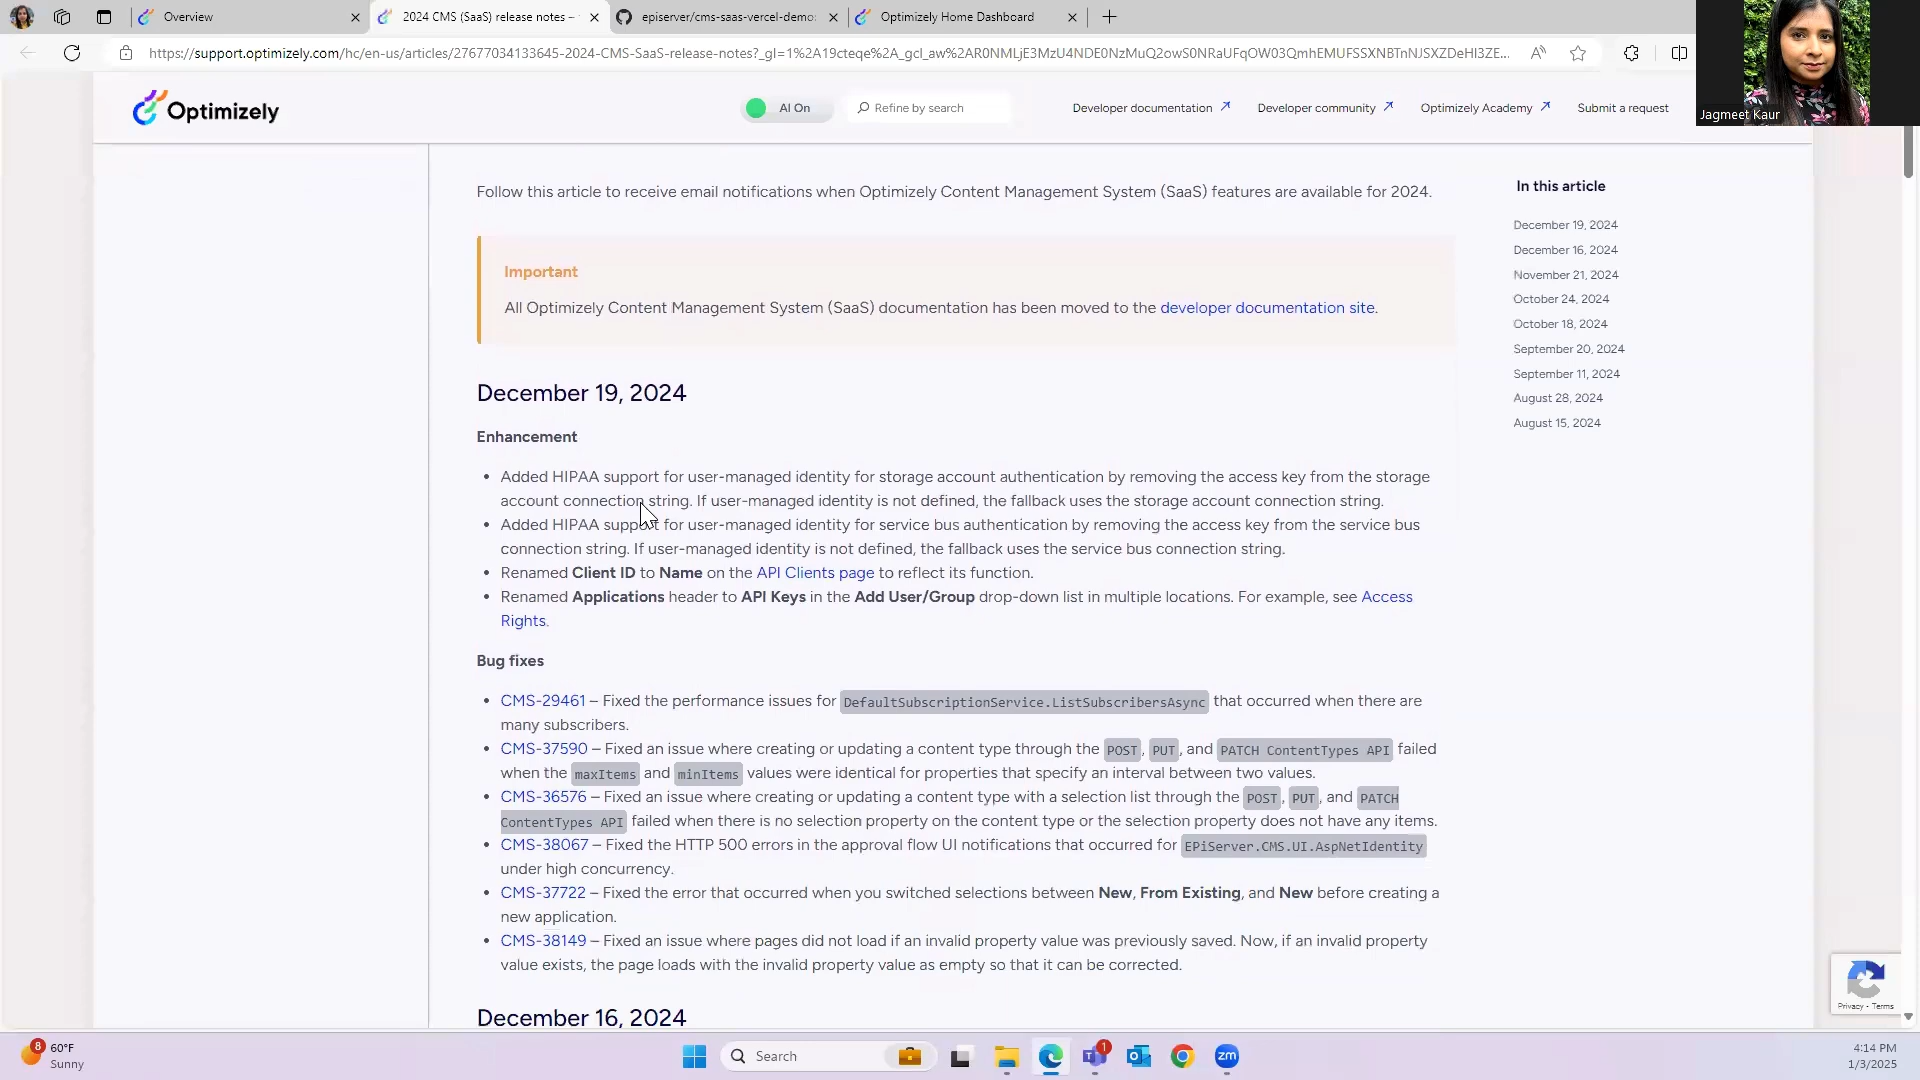 Overview
2024 CMS (SaaS) release notes –
episerver/cms-saas-vercel-demo:
Optimizely Home Dashboard
https://support.optimizely.com/hc/en-us/articles/27677034133645-2024-CMS-SaaS-release-notes?_gl=1%2A19cteqe%2A_gcl_aw%2AR0NMLjE3MzU4NDE0NzMuQ2owS0NRaUFqOW03QmhEMUFSSXNBTnNJSXZDeHI3ZE...
Jagmeet Kaur
Optimizely
AI On
Refine by search
Developer documentation
Developer community
Optimizely Academy
Submit a request
Follow this article to receive email notifications when Optimizely Content Management System (SaaS) features are available for 2024.
Important
All Optimizely Content Management System (SaaS) documentation has been moved to the developer documentation site.
December 19, 2024
Enhancement
• Added HIPAA support for user-managed identity for storage account authentication by removing the access key from the storage
account connection string. If user-managed identity is not defined, the fallback uses the storage account connection string.
• Added HIPAA support for user-managed identity for service bus authentication by removing the access key from the service bus
connection string. If user-managed identity is not defined, the fallback uses the service bus connection string.
• Renamed Client ID to Name on the API Clients page to reflect its function.
• Renamed Applications header to API Keys in the Add User/Group drop-down list in multiple locations. For example, see Access
Rights.
Bug fixes
• CMS-29461 – Fixed the performance issues for DefaultSubscriptionService.ListSubscribersAsync that occurred when there are
many subscribers.
• CMS-37590 – Fixed an issue where creating or updating a content type through the POST, PUT, and PATCH ContentTypes API failed
when the maxItems and minItems values were identical for properties that specify an interval between two values.
• CMS-36576 – Fixed an issue where creating or updating a content type with a selection list through the POST, PUT, and PATCH
ContentTypes API failed when there is no selection property on the content type or the selection property does not have any items.
• CMS-38067 – Fixed the HTTP 500 errors in the approval flow UI notifications that occurred for EPiServer.CMS.UI.AspNetIdentity
under high concurrency.
• CMS-37722 – Fixed the error that occurred when you switched selections between New, From Existing, and New before creating a
new application.
• CMS-38149 – Fixed an issue where pages did not load if an invalid property value was previously saved. Now, if an invalid property
value exists, the page loads with the invalid property value as empty so that it can be corrected.
December 16, 2024
In this article
December 19, 2024
December 16, 2024
November 21, 2024
October 24, 2024
October 18, 2024
September 20, 2024
September 11, 2024
August 28, 2024
August 15, 2024
Privacy - Terms
8
60°F
Sunny
Search
1
zm
4:14 PM
1/3/2025